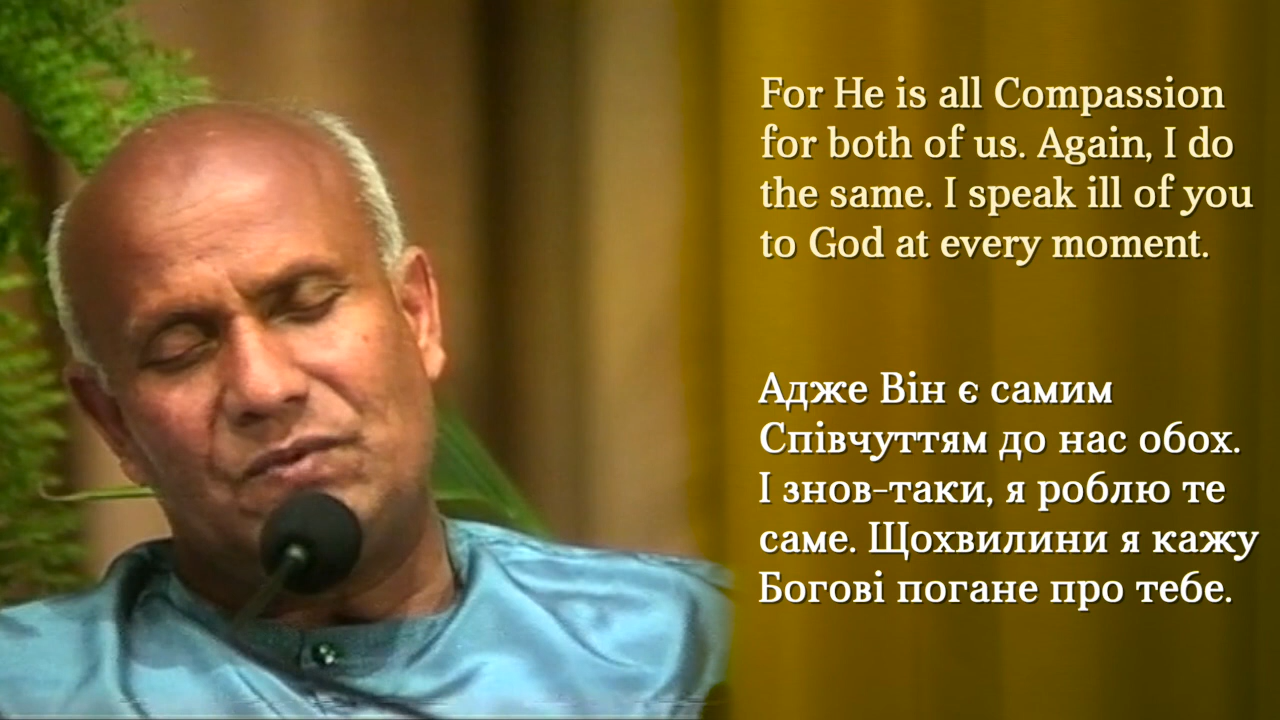 For He is all Compassion
for both of us. Again, I do
the same. I speak ill of you
to God at every moment.
Адже Він є самим
Співчуттям до нас обох.
І знов-таки, я роблю те
саме. Щохвилини я кажу
Богові погане про тебе.